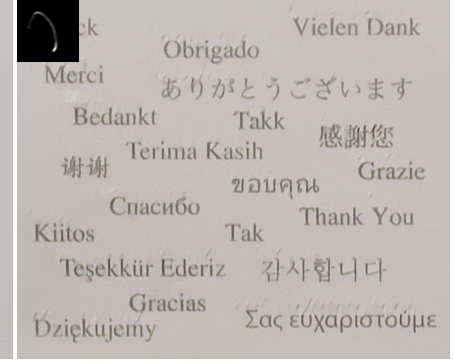 Vielen Dank
Obrigado
Merci
ありがとうございます
Bedankt
Takk
感謝您
Terima Kasih
谢谢
Grazie
ขอบคุณ
Спасибо
Thank You
Kiitos
Tak
Teşekkür Ederiz
감사합니다
Gracias
Σας ευχαριστούμε
Dziękujemy